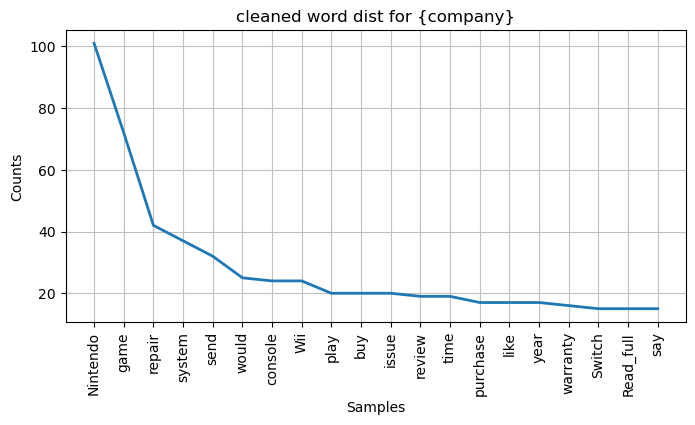 cleaned word dist for {company}
100
80
60
40
20
Counts
Nintendo
game
repair
system
send
would
console
Wii
play
buy
issue
review
time
purchase
like
year
warranty
Switch
Read_full
say
Samples